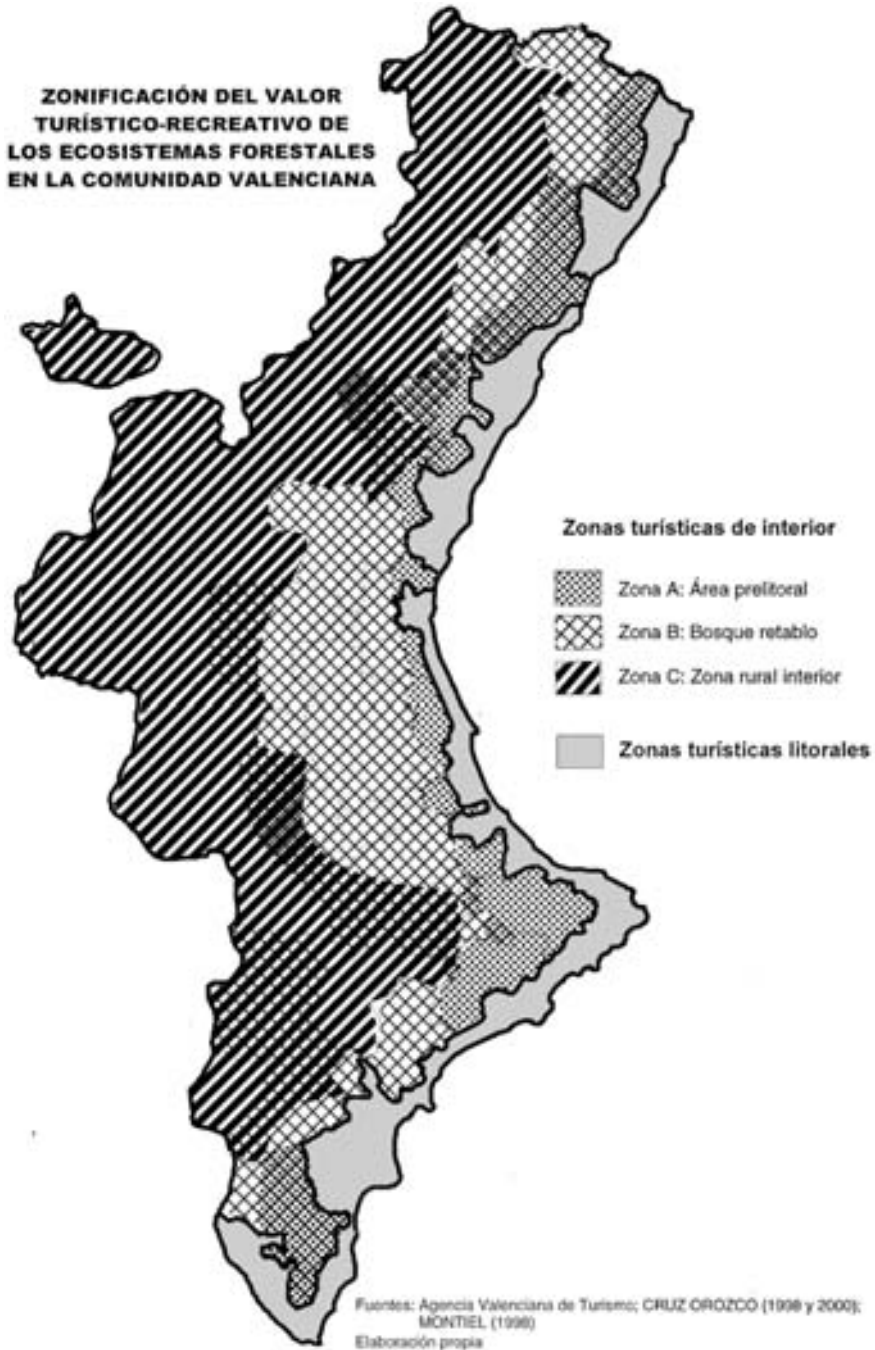 ZONIFICACIÓN DEL VALOR
TURÍSTICO-RECREATIVO DE
LOS ECOSISTEMAS FORESTALES
EN LA COMUNIDAD VALENCIANA
Zonas turísticas de interior
Zona A: Área prelitoral
Zona B: Bosque retablo
Zona C: Zona rural interior
Zonas turísticas litorales
Fuentes: Agencia Valenciana de Turismo; CRUZ OROZCO (1998 y 2000);
MONTIEL (1998)
Elaboración propia